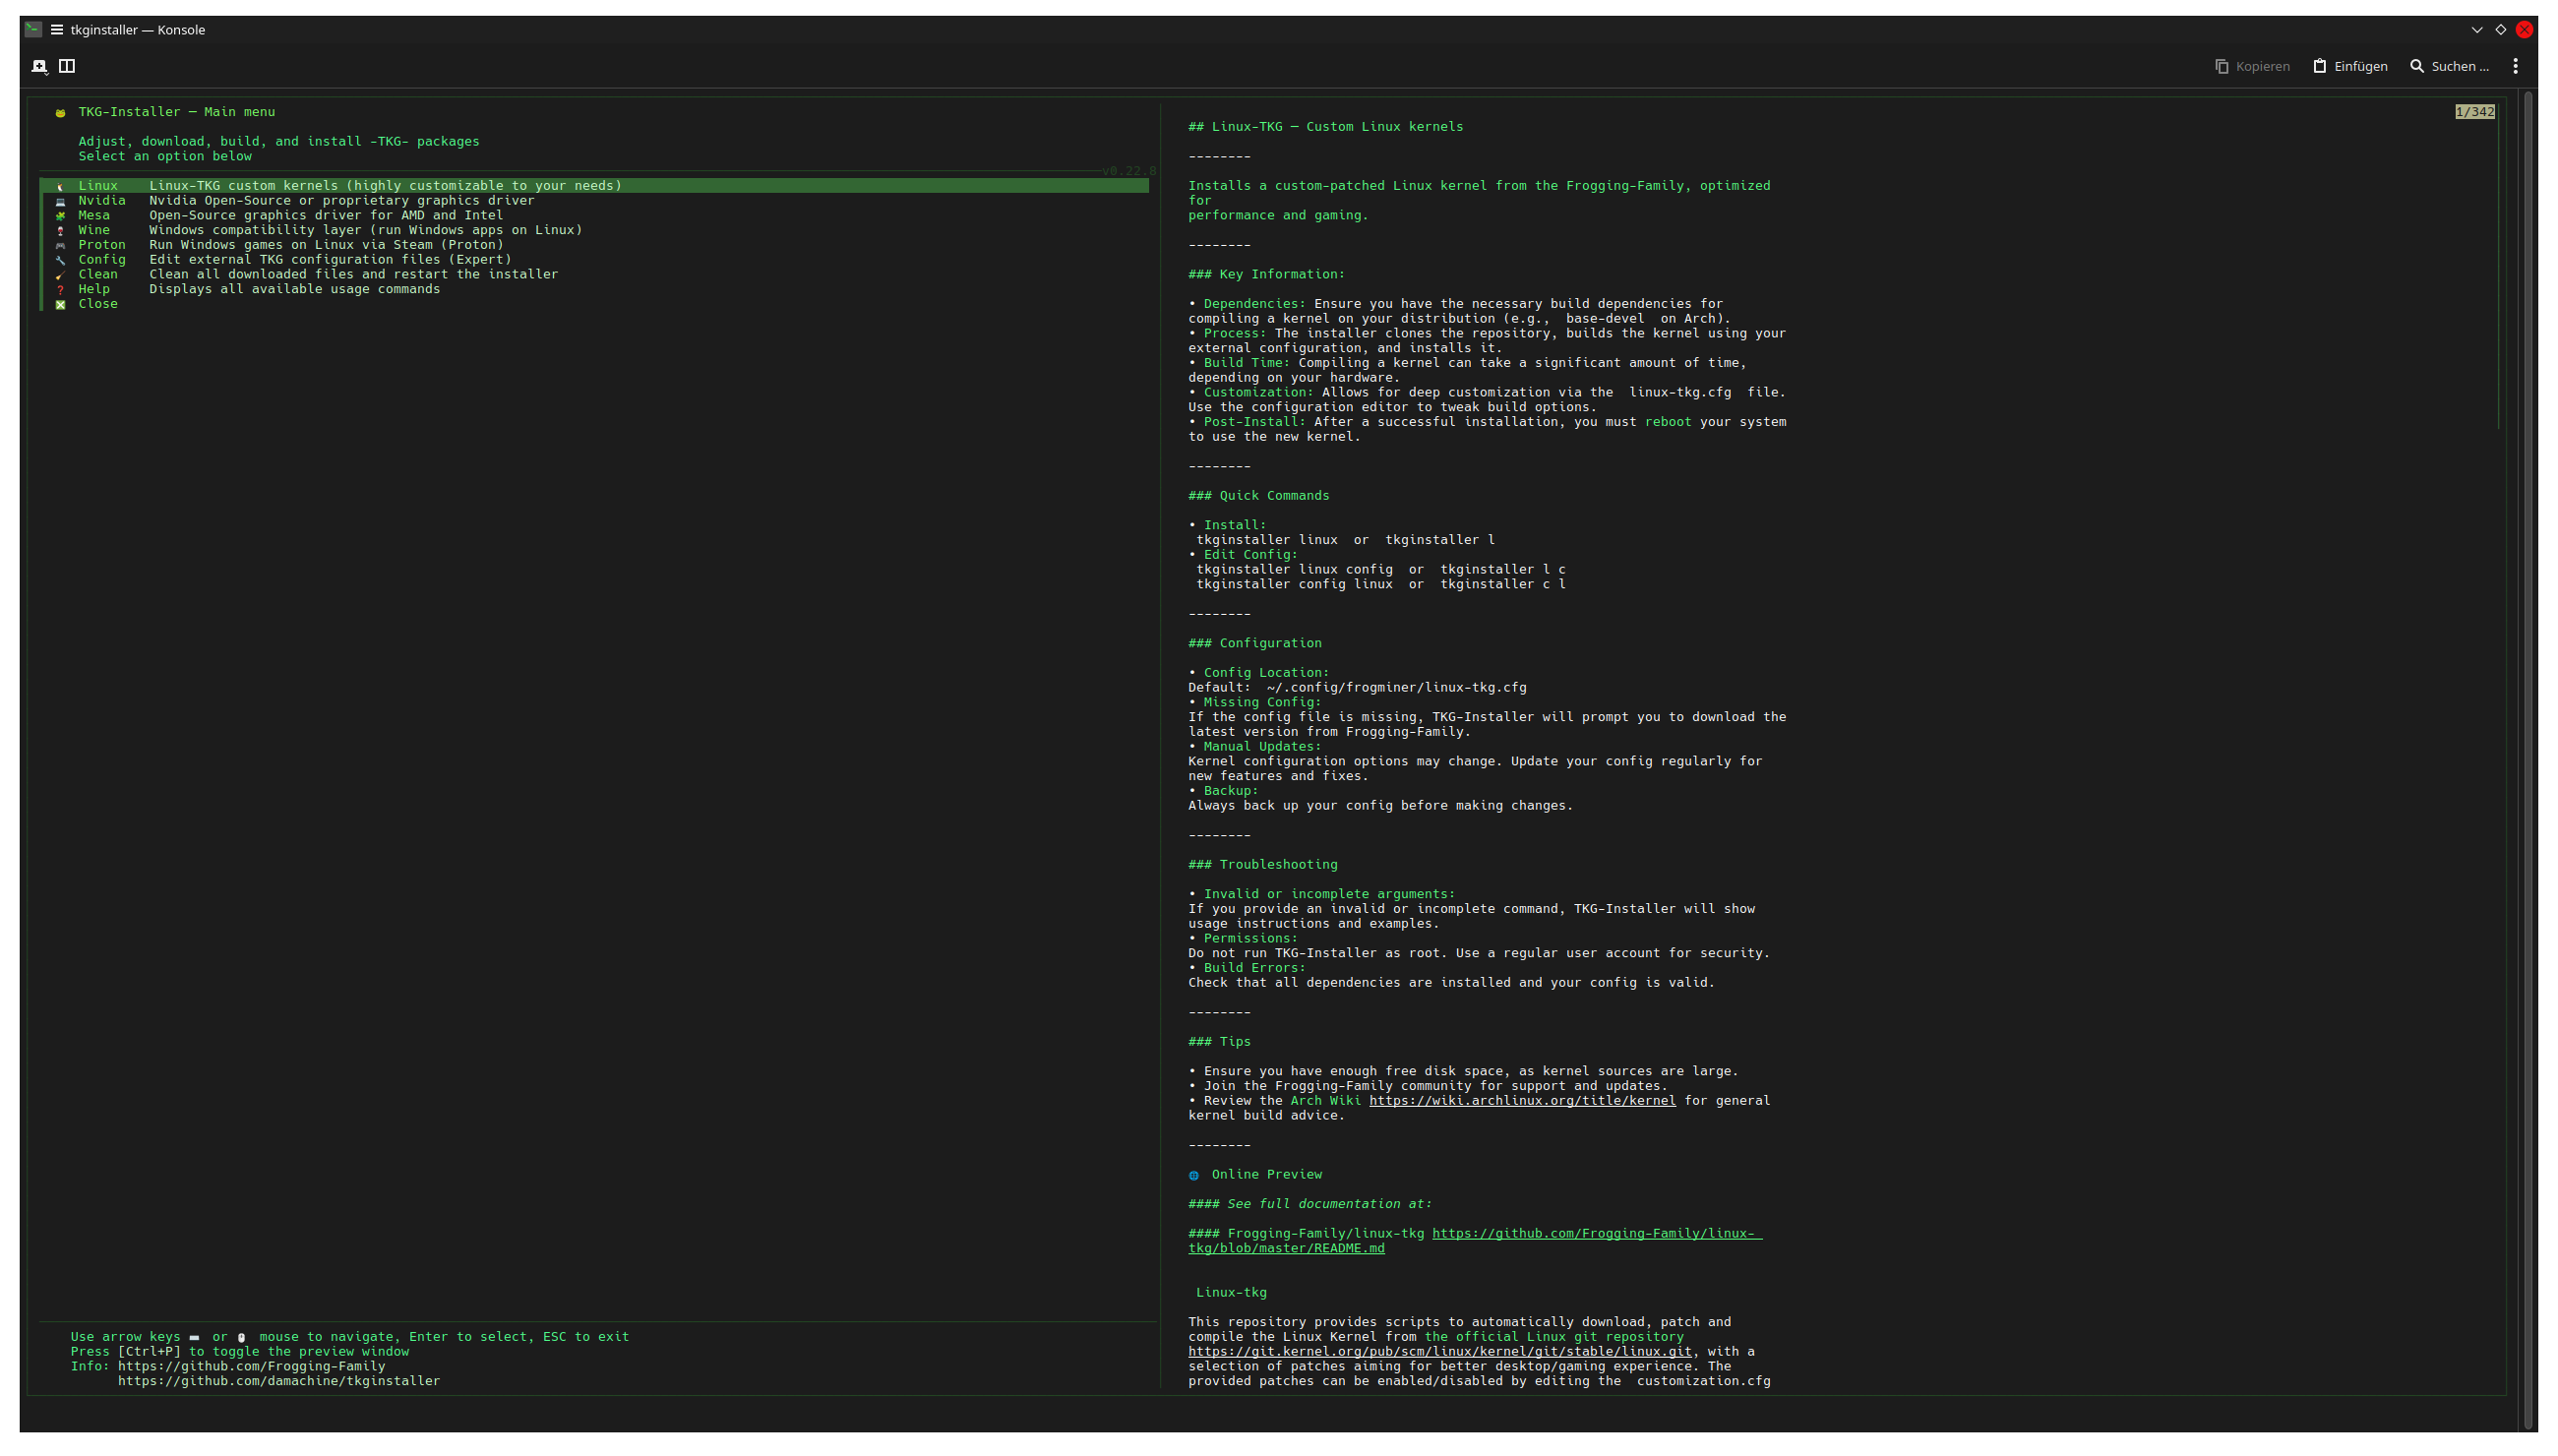 tkginstaller — Konsole
Kopieren Einfügen Suchen ...
TKG-Installer — Main menu
Adjust, download, build, and install -TKG- packages
Select an option below
v0.22.8
Linux Linux-TKG custom kernels (highly customizable to your needs)
Nvidia Nvidia Open-Source or proprietary graphics driver
Mesa Open-Source graphics driver for AMD and Intel
Wine Windows compatibility layer (run Windows apps on Linux)
Proton Run Windows games on Linux via Steam (Proton)
Config Edit external TKG configuration files (Expert)
Clean Clean all downloaded files and restart the installer
Help Displays all available usage commands
Close
Use arrow keys or mouse to navigate, Enter to select, ESC to exit
Press [Ctrl+P] to toggle the preview window
Info: https://github.com/Frogging-Family
https://github.com/damachine/tkginstaller
1/342
## Linux-TKG — Custom Linux kernels
--------
Installs a custom-patched Linux kernel from the Frogging-Family, optimized
for
performance and gaming.
--------
### Key Information:
• Dependencies: Ensure you have the necessary build dependencies for
compiling a kernel on your distribution (e.g., base-devel on Arch).
• Process: The installer clones the repository, builds the kernel using your
external configuration, and installs it.
• Build Time: Compiling a kernel can take a significant amount of time,
depending on your hardware.
• Customization: Allows for deep customization via the linux-tkg.cfg file.
Use the configuration editor to tweak build options.
• Post-Install: After a successful installation, you must reboot your system
to use the new kernel.
--------
### Quick Commands
• Install:
tkginstaller linux or tkginstaller l
• Edit Config:
tkginstaller linux config or tkginstaller l c
tkginstaller config linux or tkginstaller c l
--------
### Configuration
• Config Location:
Default: ~/.config/frogminer/linux-tkg.cfg
• Missing Config:
If the config file is missing, TKG-Installer will prompt you to download the
latest version from Frogging-Family.
• Manual Updates:
Kernel configuration options may change. Update your config regularly for
new features and fixes.
• Backup:
Always back up your config before making changes.
--------
### Troubleshooting
• Invalid or incomplete arguments:
If you provide an invalid or incomplete command, TKG-Installer will show
usage instructions and examples.
• Permissions:
Do not run TKG-Installer as root. Use a regular user account for security.
• Build Errors:
Check that all dependencies are installed and your config is valid.
--------
### Tips
• Ensure you have enough free disk space, as kernel sources are large.
• Join the Frogging-Family community for support and updates.
• Review the Arch Wiki https://wiki.archlinux.org/title/kernel for general
kernel build advice.
--------
Online Preview
#### See full documentation at:
#### Frogging-Family/linux-tkg https://github.com/Frogging-Family/linux-
tkg/blob/master/README.md
Linux-tkg
This repository provides scripts to automatically download, patch and
compile the Linux Kernel from the official Linux git repository
https://git.kernel.org/pub/scm/linux/kernel/git/stable/linux.git, with a
selection of patches aiming for better desktop/gaming experience. The
provided patches can be enabled/disabled by editing the customization.cfg